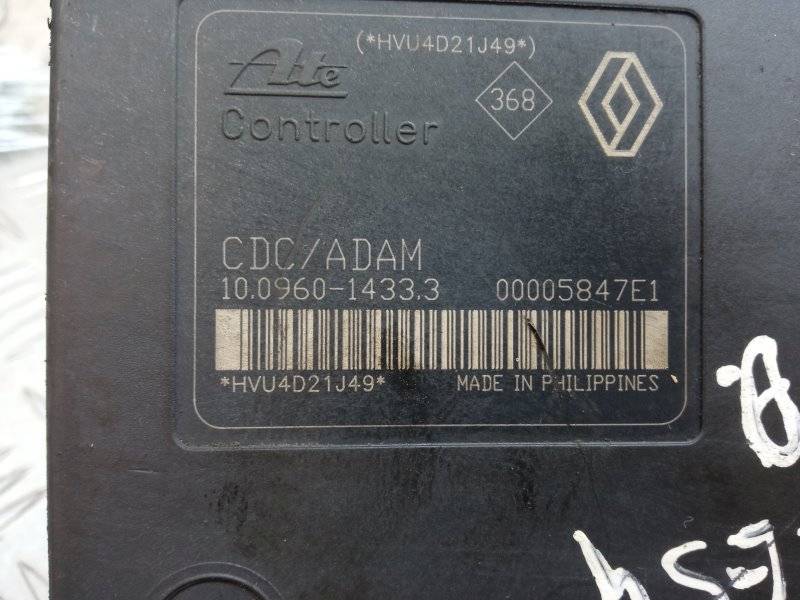 (*HVU4D21J49*)
Ate
368
Controller
CDC/ADAM
10.0960-1433.3 00005847E1
*HVU4D21J49* MADE IN PHILIPPINES